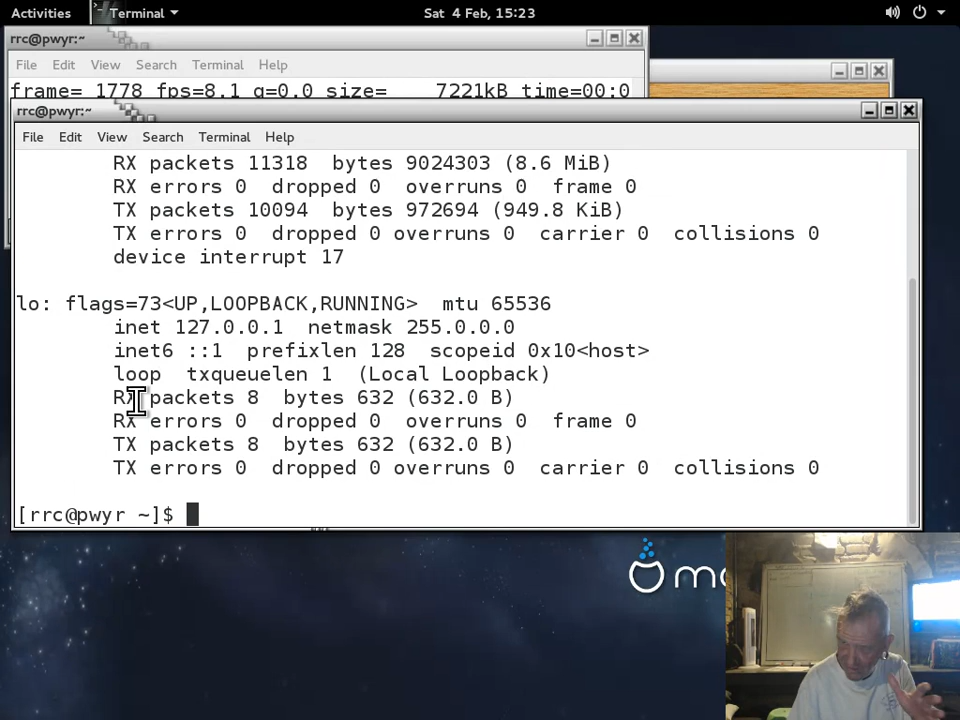 Activities Terminal Sat 4 Feb, 15:23
rrc@pwyr:~
File Edit View Search Terminal Help
frame= 1778 fps=8.1 q=0.0 size= 7221kB time=00:0
rrc@pwyr:~
File Edit View Search Terminal Help
RX packets 11318 bytes 9024303 (8.6 MiB)
RX errors 0 dropped 0 overruns 0 frame 0
TX packets 10094 bytes 972694 (949.8 KiB)
TX errors 0 dropped 0 overruns 0 carrier 0 collisions 0
device interrupt 17
lo: flags=73<UP,LOOPBACK,RUNNING> mtu 65536
inet 127.0.0.1 netmask 255.0.0.0
inet6 ::1 prefixlen 128 scopeid 0x10<host>
loop txqueuelen 1 (Local Loopback)
RX packets 8 bytes 632 (632.0 B)
RX errors 0 dropped 0 overruns 0 frame 0
TX packets 8 bytes 632 (632.0 B)
TX errors 0 dropped 0 overruns 0 carrier 0 collisions 0
[rrc@pwyr ~]$